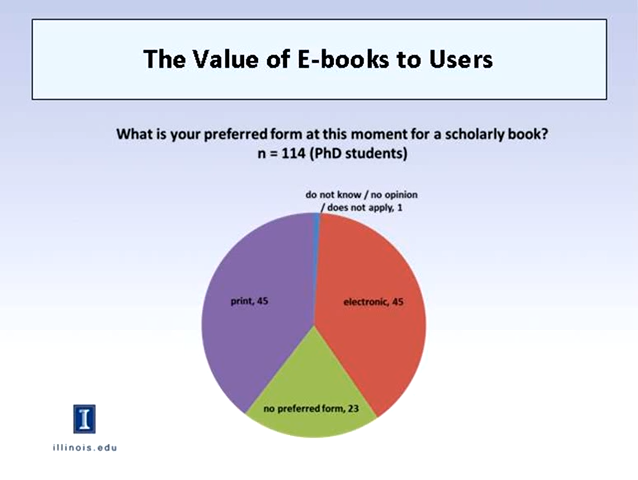 The Value of E-books to Users
What is your preferred form at this moment for a scholarly book?
n = 114 (PhD students)
do not know / no opinion
/ does not apply, 1
print, 45
electronic, 45
no preferred form, 23
I
illinois.edu